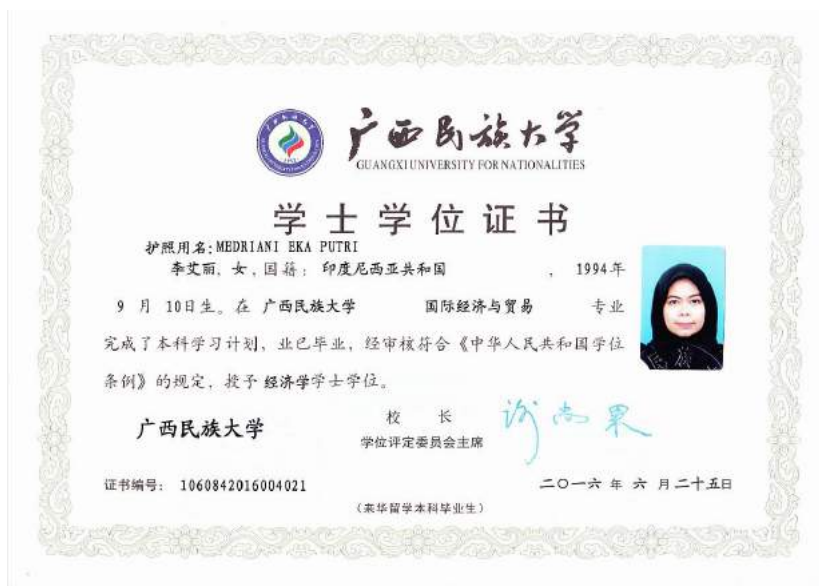 广西民族大学
GUANGXI UNIVERSITY FOR NATIONALITIES
学士学位证书
护照用名:MEDRIANI EKA PUTRI
李艾丽, 女, 国籍: 印度尼西亚共和国 , 1994年
9 月 10日生。在 广西民族大学 国际经济与贸易 专业
完成了本科学习计划, 业已毕业, 经审核符合《中华人民共和国学位
条例》的规定, 授予 经济学学士学位。
广西民族大学
校 长
学位评定委员会主席
谢尚果
证书编号: 1060842016004021
二〇一六 年 六 月 二十五日
(来华留学本科毕业生)